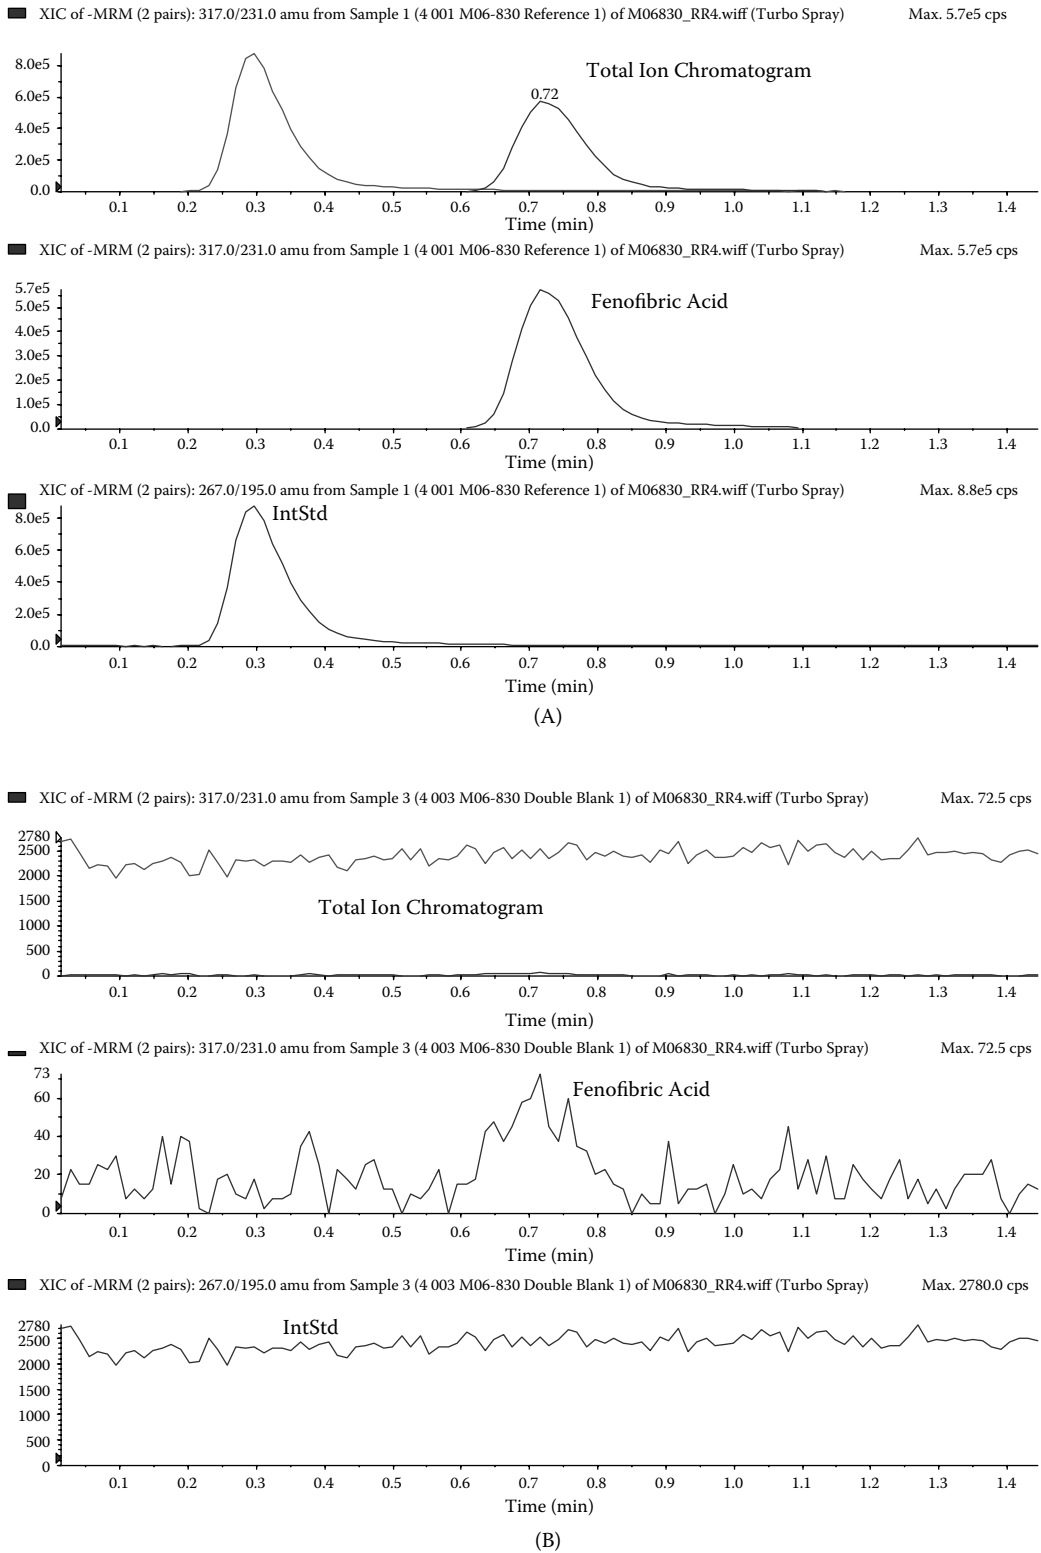 XIC of -MRM (2 pairs): 317.0/231.0 amu from Sample 1 (4 001 M06-830 Reference 1) of M06830_RR4.wiff (Turbo Spray) Max. 5.7e5 cps
8.0e5
Total Ion Chromatogram
0.72
6.0e5
4.0e5
2.0e5
0.0
0.1 0.2 0.3 0.4 0.5 0.6 0.7 0.8 0.9 1.0 1.1 1.2 1.3 1.4
Time (min)
XIC of -MRM (2 pairs): 317.0/231.0 amu from Sample 1 (4 001 M06-830 Reference 1) of M06830_RR4.wiff (Turbo Spray) Max. 5.7e5 cps
5.7e5
Fenofibric Acid
5.0e5
4.0e5
3.0e5
2.0e5
1.0e5
0.0
0.1 0.2 0.3 0.4 0.5 0.6 0.7 0.8 0.9 1.0 1.1 1.2 1.3 1.4
Time (min)
XIC of -MRM (2 pairs): 267.0/195.0 amu from Sample 1 (4 001 M06-830 Reference 1) of M06830_RR4.wiff (Turbo Spray) Max. 8.8e5 cps
IntStd
8.0e5
6.0e5
4.0e5
2.0e5
0.0
0.1 0.2 0.3 0.4 0.5 0.6 0.7 0.8 0.9 1.0 1.1 1.2 1.3 1.4
Time (min)
(A)
XIC of -MRM (2 pairs): 317.0/231.0 amu from Sample 3 (4 003 M06-830 Double Blank 1) of M06830_RR4.wiff (Turbo Spray) Max. 72.5 cps
2780
2500
2000
1500
Total Ion Chromatogram
1000
500
0
0.1 0.2 0.3 0.4 0.5 0.6 0.7 0.8 0.9 1.0 1.1 1.2 1.3 1.4
Time (min)
XIC of -MRM (2 pairs): 317.0/231.0 amu from Sample 3 (4 003 M06-830 Double Blank 1) of M06830_RR4.wiff (Turbo Spray) Max. 72.5 cps
73
Fenofibric Acid
60
40
20
0
0.1 0.2 0.3 0.4 0.5 0.6 0.7 0.8 0.9 1.0 1.1 1.2 1.3 1.4
Time (min)
XIC of -MRM (2 pairs): 267.0/195.0 amu from Sample 3 (4 003 M06-830 Double Blank 1) of M06830_RR4.wiff (Turbo Spray) Max. 2780.0 cps
2780
IntStd
2500
2000
1500
1000
500
0
0.1 0.2 0.3 0.4 0.5 0.6 0.7 0.8 0.9 1.0 1.1 1.2 1.3 1.4
Time (min)
(B)